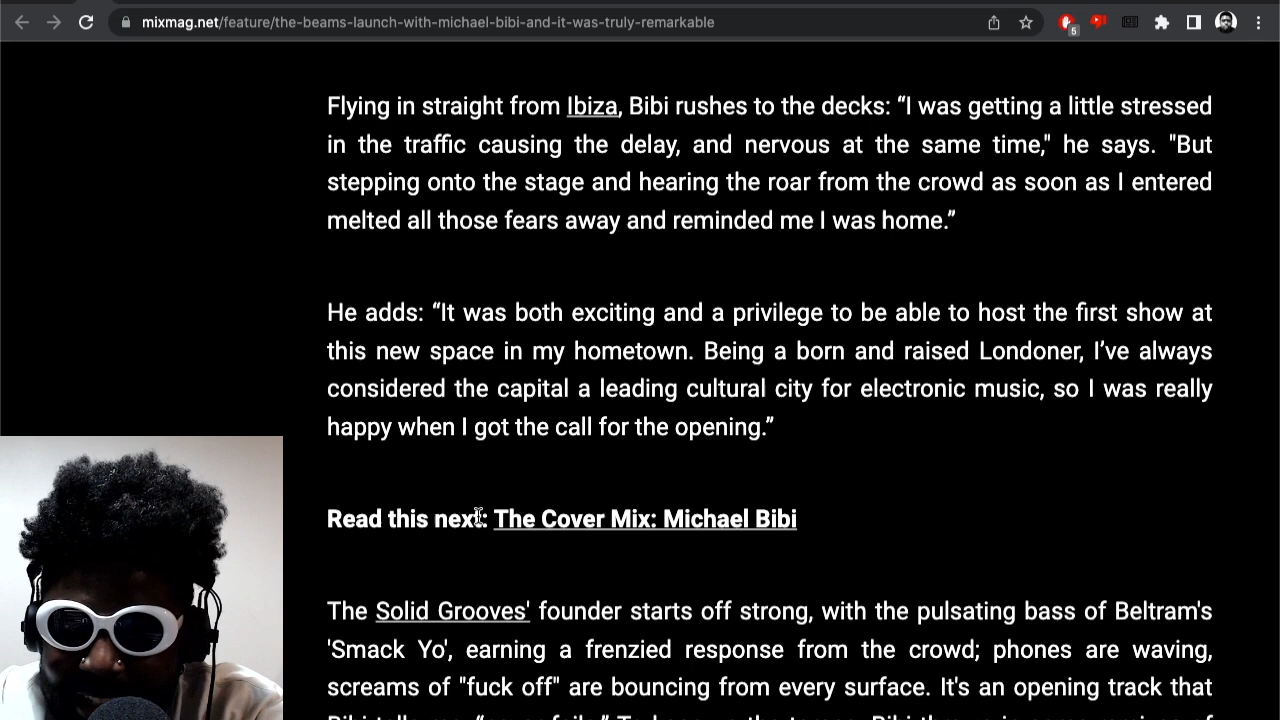 mixmag.net/feature/the-beams-launch-with-michael-bibi-and-it-was-truly-remarkable
5
Flying in straight from Ibiza, Bibi rushes to the decks: “I was getting a little stressed
in the traffic causing the delay, and nervous at the same time," he says. "But
stepping onto the stage and hearing the roar from the crowd as soon as I entered
melted all those fears away and reminded me I was home.”
He adds: “It was both exciting and a privilege to be able to host the first show at
this new space in my hometown. Being a born and raised Londoner, I’ve always
considered the capital a leading cultural city for electronic music, so I was really
happy when I got the call for the opening.”
Read this next: The Cover Mix: Michael Bibi
The Solid Grooves' founder starts off strong, with the pulsating bass of Beltram's
'Smack Yo', earning a frenzied response from the crowd; phones are waving,
screams of "fuck off" are bouncing from every surface. It's an opening track that